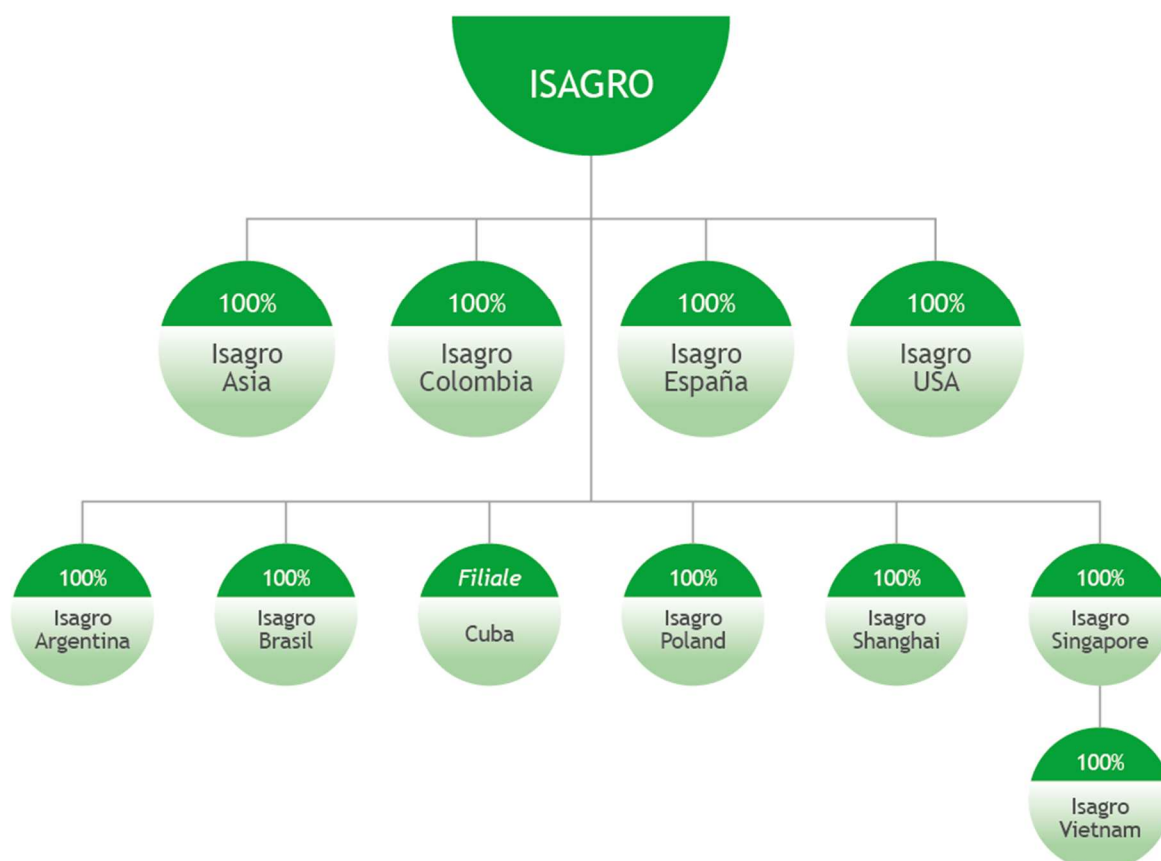 ISAGRO
100%
100%
100%
100%
Isagro
Asia
Isagro
Colombia
Isagro
España
Isagro
USA
100%
100%
Filiale
100%
100%
100%
Isagro
Argentina
Isagro
Brasil
Cuba
Isagro
Poland
Isagro
Shanghai
Isagro
Singapore
100%
Isagro
Vietnam